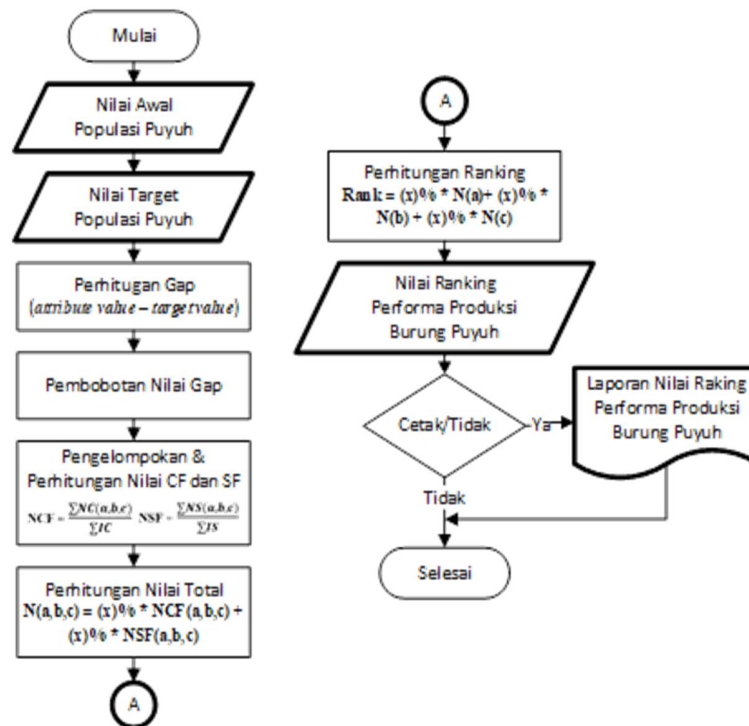 Mulai
Nilai Awal
Populasi Puyuh
Nilai Target
Populasi Puyuh
Perhitugan Gap
(attribute value – target value)
Pembobotan Nilai Gap
Pengelompokan &
Perhitungan Nilai CF dan SF
NCF = ∑NC(a,b,c)/∑IC NSF = ∑NS(a,b,c)/∑IS
Perhitungan Nilai Total
N(a,b,c) = (x)% * NCF(a,b,c) +
(x)% * NSF(a,b,c)
A
A
Perhitungan Ranking
Rank = (x)% * N(a)+ (x)% *
N(b) + (x)% * N(c)
Nilai Ranking
Performa Produksi
Burung Puyuh
Cetak/Tidak
Ya
Laporan Nilai Raking
Performa Produksi
Burung Puyuh
Tidak
Selesai